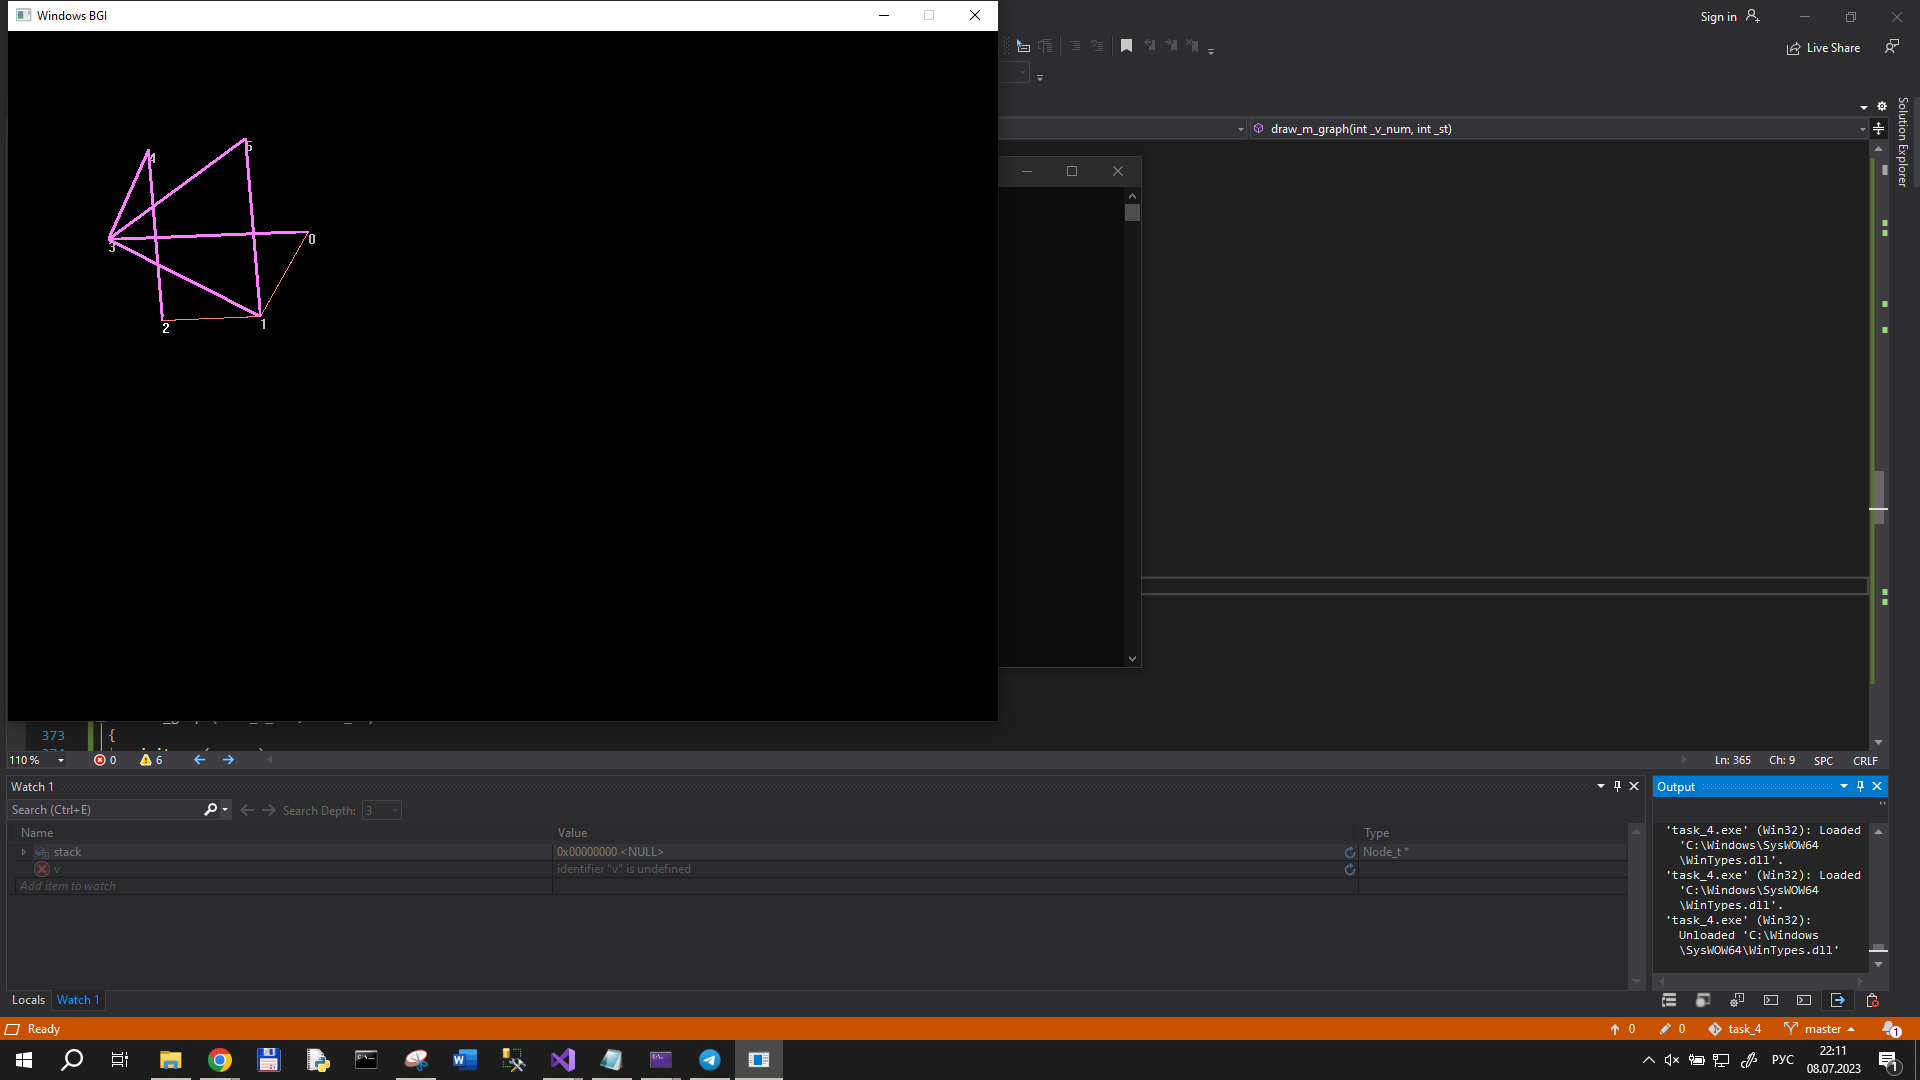 Windows BGI
Sign in
Live Share
draw_m_graph(int _v_num, int _st)
Solution Explorer
4
5
3
0
2
1
373
{
110 %
0
6
Ln: 365
Ch: 9
SPC
CRLF
Watch 1
Search (Ctrl+E)
Search Depth:
3
Name
Value
Type
stack
0x00000000 <NULL>
Node_t *
v
identifier "v" is undefined
Add item to watch
Output
'task_4.exe' (Win32): Loaded
'C:\Windows\SysWOW64
\WinTypes.dll'.
'task_4.exe' (Win32): Loaded
'C:\Windows\SysWOW64
\WinTypes.dll'.
'task_4.exe' (Win32):
Unloaded 'C:\Windows
\SysWOW64\WinTypes.dll'
Locals
Watch 1
Ready
0
0
task_4
master
1
РУС
22:11
08.07.2023
1